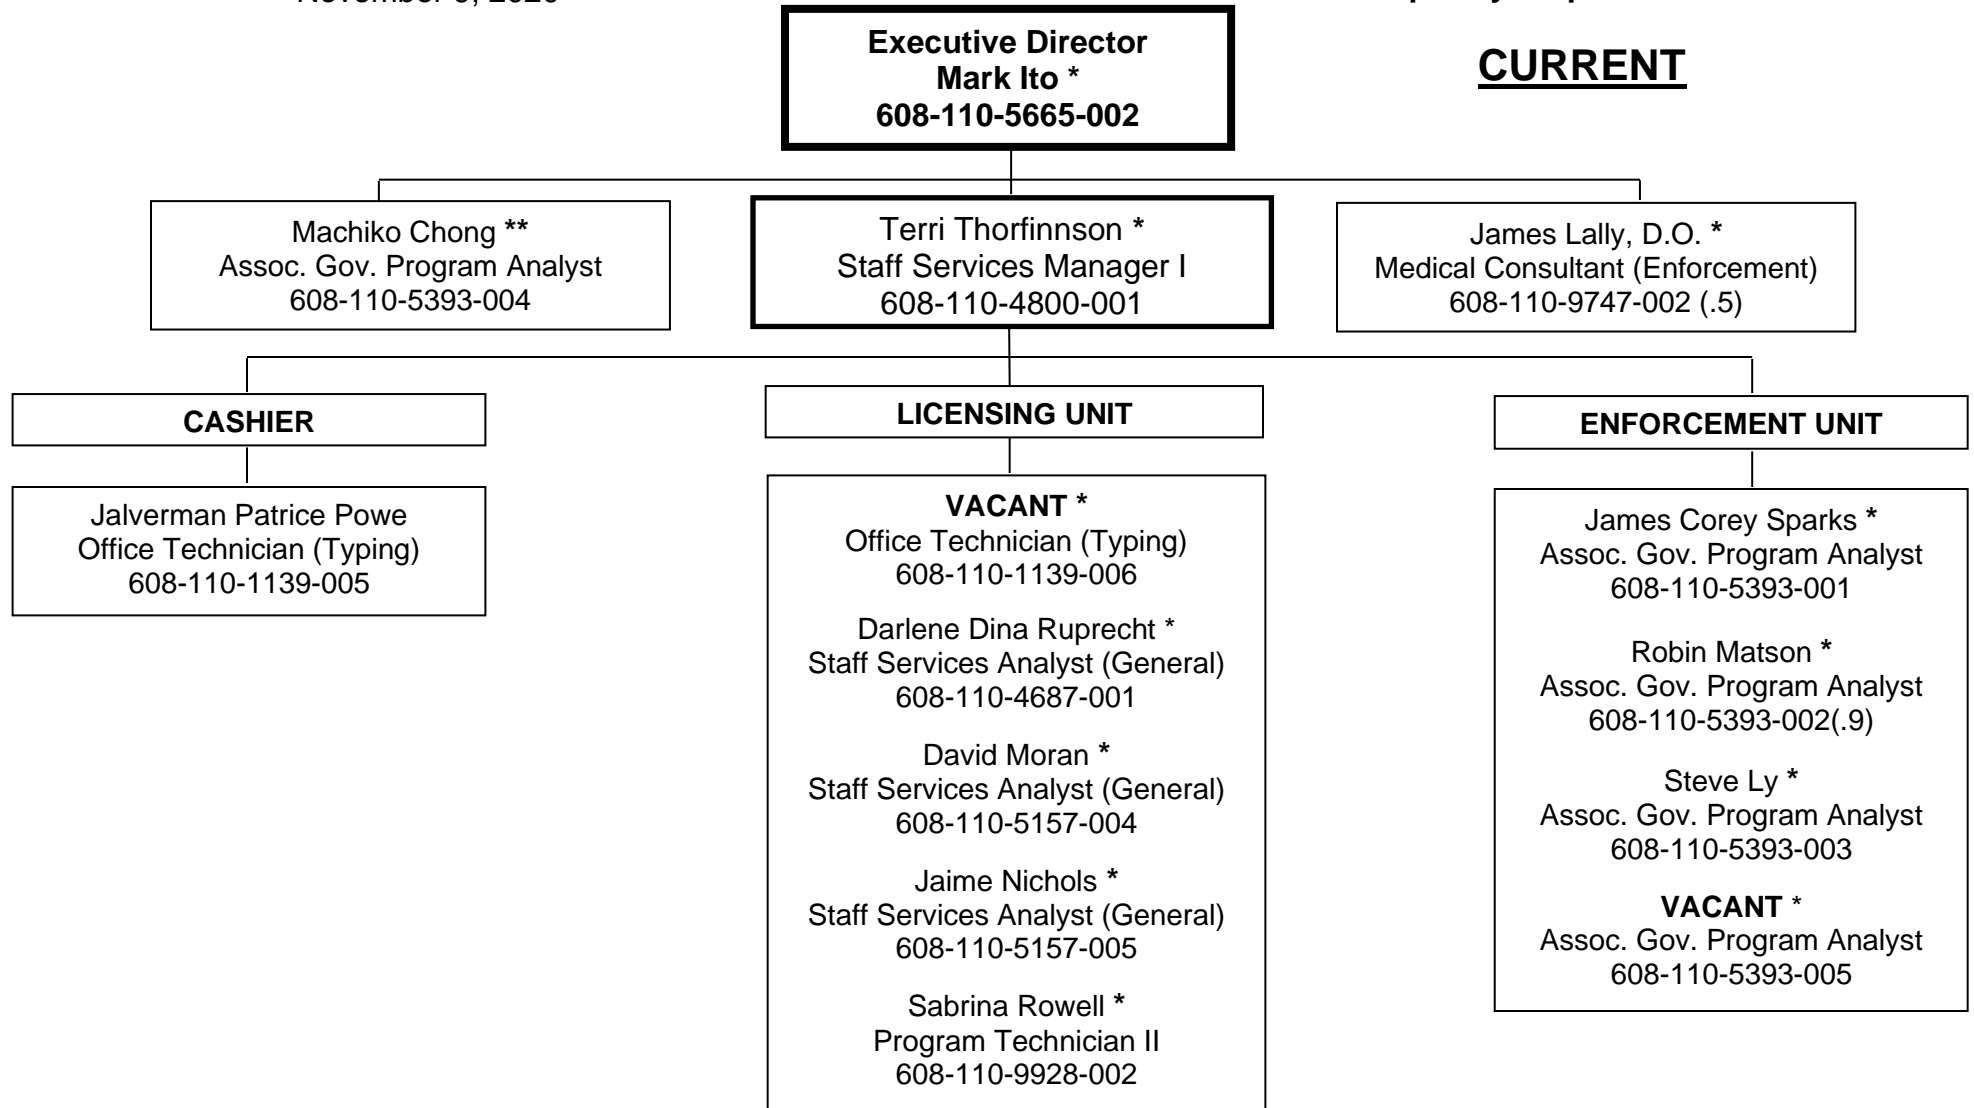 CURRENT
Executive Director
Mark Ito *
608-110-5665-002
Machiko Chong **
Assoc. Gov. Program Analyst
608-110-5393-004
Terri Thorfinnson *
Staff Services Manager I
608-110-4800-001
James Lally, D.O. *
Medical Consultant (Enforcement)
608-110-9747-002 (.5)
CASHIER
Jalverman Patrice Powe
Office Technician (Typing)
608-110-1139-005
LICENSING UNIT
VACANT *
Office Technician (Typing)
608-110-1139-006
Darlene Dina Ruprecht *
Staff Services Analyst (General)
608-110-4687-001
David Moran *
Staff Services Analyst (General)
608-110-5157-004
Jaime Nichols *
Staff Services Analyst (General)
608-110-5157-005
Sabrina Rowell *
Program Technician II
608-110-9928-002
ENFORCEMENT UNIT
James Corey Sparks *
Assoc. Gov. Program Analyst
608-110-5393-001
Robin Matson *
Assoc. Gov. Program Analyst
608-110-5393-002(.9)
Steve Ly *
Assoc. Gov. Program Analyst
608-110-5393-003
VACANT *
Assoc. Gov. Program Analyst
608-110-5393-005